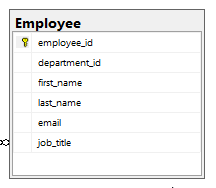 Employee
employee_id
department_id
first_name
last_name
email
job_title